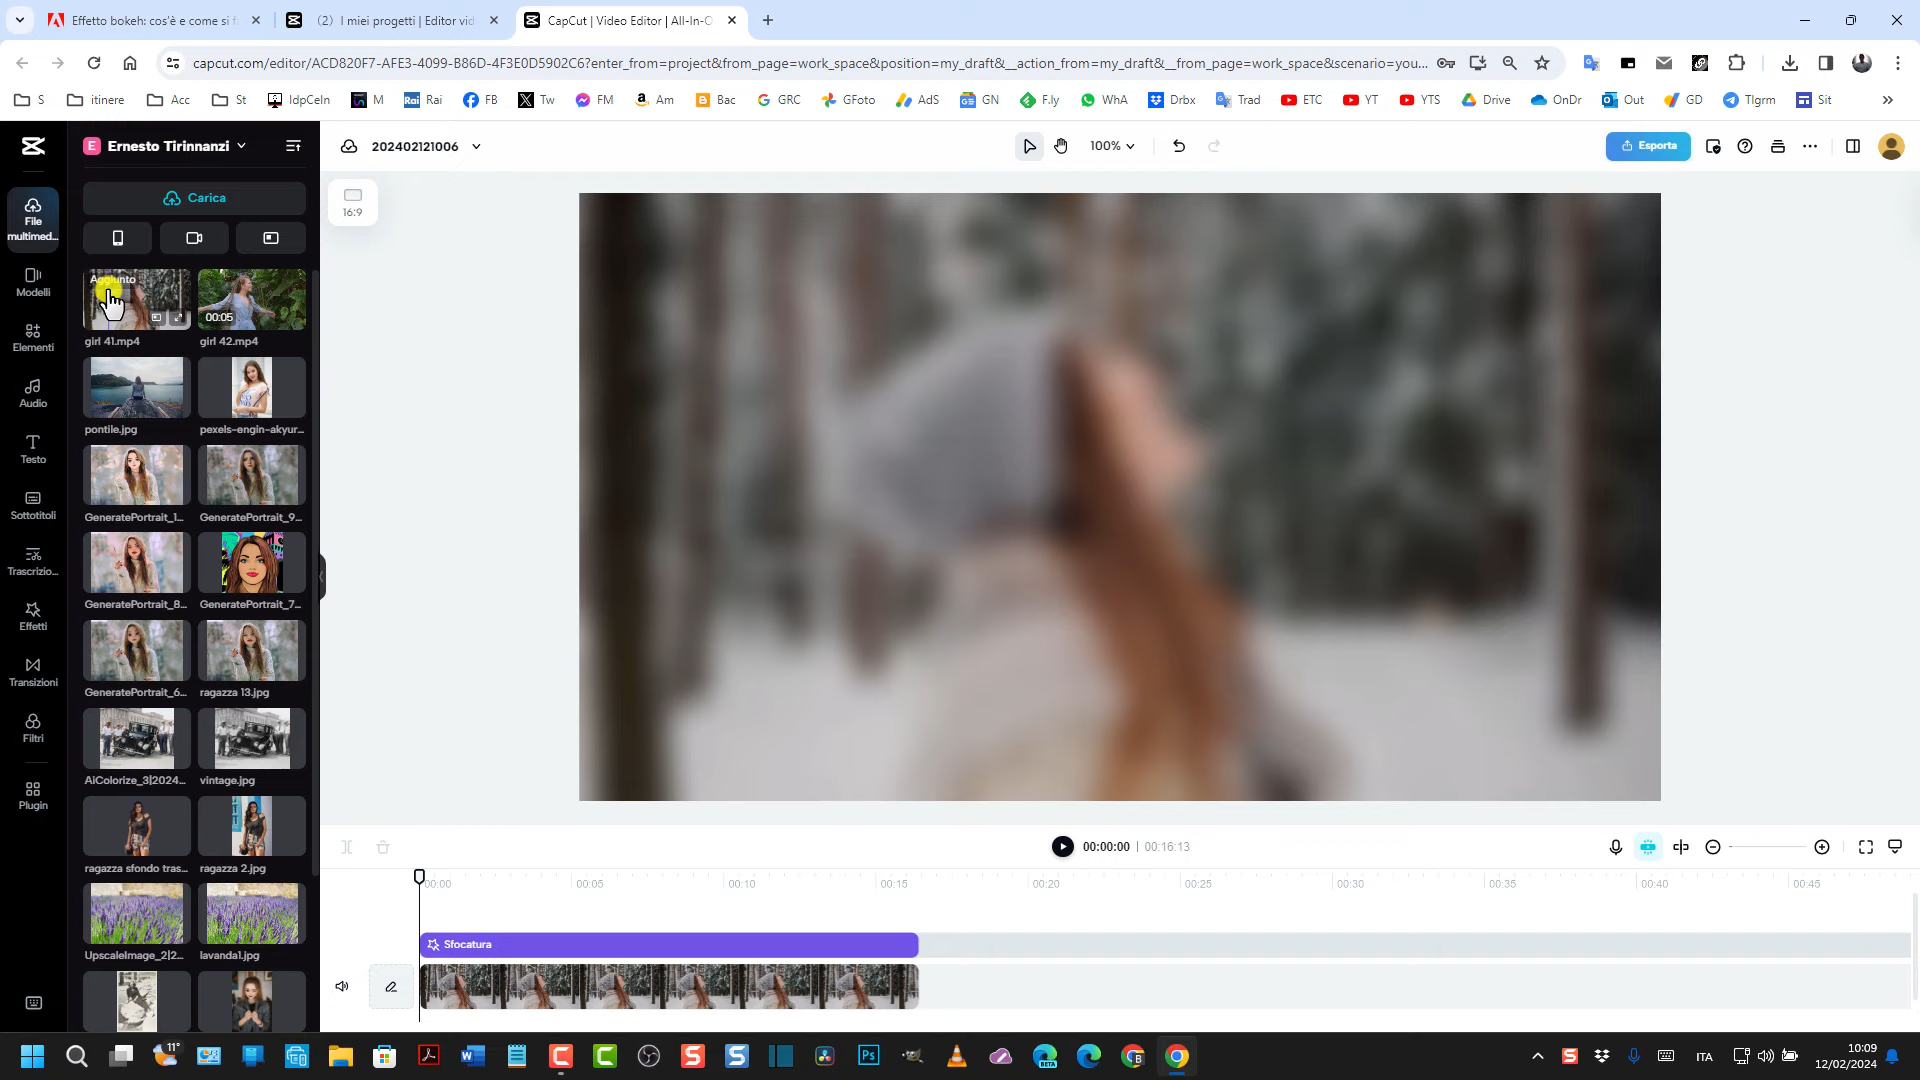 Effetto bokeh: cos'è e come si f
(2) I miei progetti | Editor vid
CapCut | Video Editor | All-In-O
capcut.com/editor/ACD820F7-AFE3-4099-B86D-4F3E0D5902C6?enter_from=project&from_page=work_space&position=my_draft&__action_from=my_draft&__from_page=work_space&scenario=you...
S
itinere
Acc
St
IdpCeIn
M
Rai
FB
Tw
FM
Am
Bac
GRC
GFoto
AdS
GN
F.ly
WhA
Drbx
Trad
ETC
YT
YTS
Drive
OnDr
Out
GD
Tlgrm
Sit
E Ernesto Tirinnanzi
202402121006
100%
Esporta
Carica
16:9
File multimed...
Modelli
Elementi
Audio
Testo
Sottotitoli
Trascrizio...
Effetti
Transizioni
Filtri
Plugin
Aggiunto
00:05
girl 41.mp4
girl 42.mp4
pontile.jpg
pexels-engin-akyur...
GeneratePortrait_1...
GeneratePortrait_9...
GeneratePortrait_8...
GeneratePortrait_7...
GeneratePortrait_6...
ragazza 13.jpg
AiColorize_3|2024...
vintage.jpg
ragazza sfondo tras...
ragazza 2.jpg
UpscaleImage_2|2...
lavanda1.jpg
00:00:00 | 00:16:13
00:00
00:05
00:10
00:15
00:20
00:25
00:30
00:35
00:40
00:45
Sfocatura
11°
ITA
10:09
12/02/2024